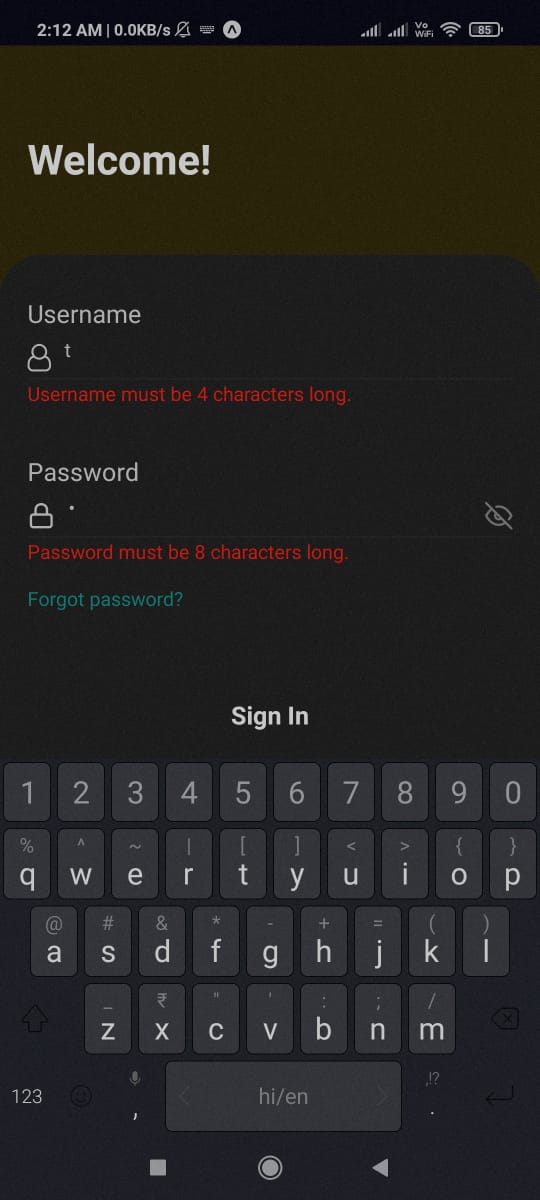 2:12 AM | 0.0KB/s
Vo WiFi
85
Welcome!
Username
t
Username must be 4 characters long.
Password
•
Password must be 8 characters long.
Forgot password?
Sign In
1 2 3 4 5 6 7 8 9 0
% ^ ~ | [ ] < > { }
q w e r t y u i o p
@ # & * - + = ( )
a s d f g h j k l
_ ₹ " ' : ; /
z x c v b n m
,!?
123 , hi/en .